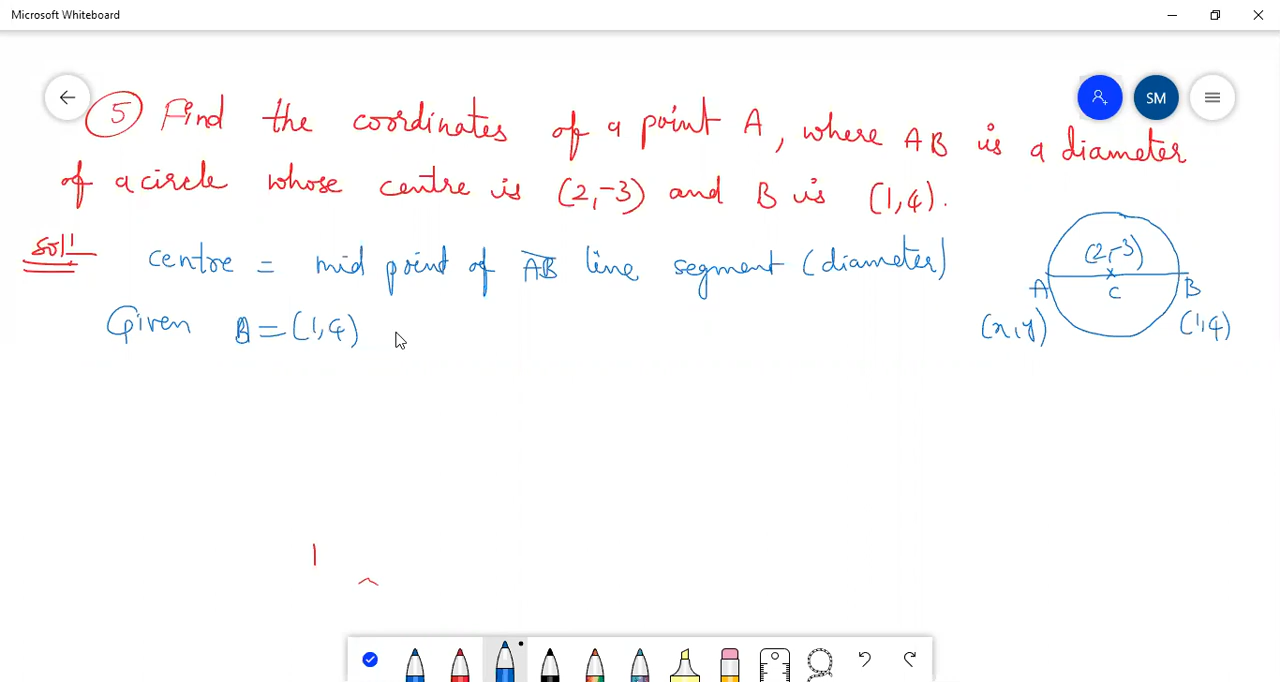 Microsoft Whiteboard
SM
5 Find the coordinates of a point A, where AB is a diameter
of a circle whose centre is (2,-3) and B is (1,4).
Sol!
centre = mid point of AB line segment (diameter)
Given B = (1,4)
(2,-3)
A C B
(x,y) (1,4)